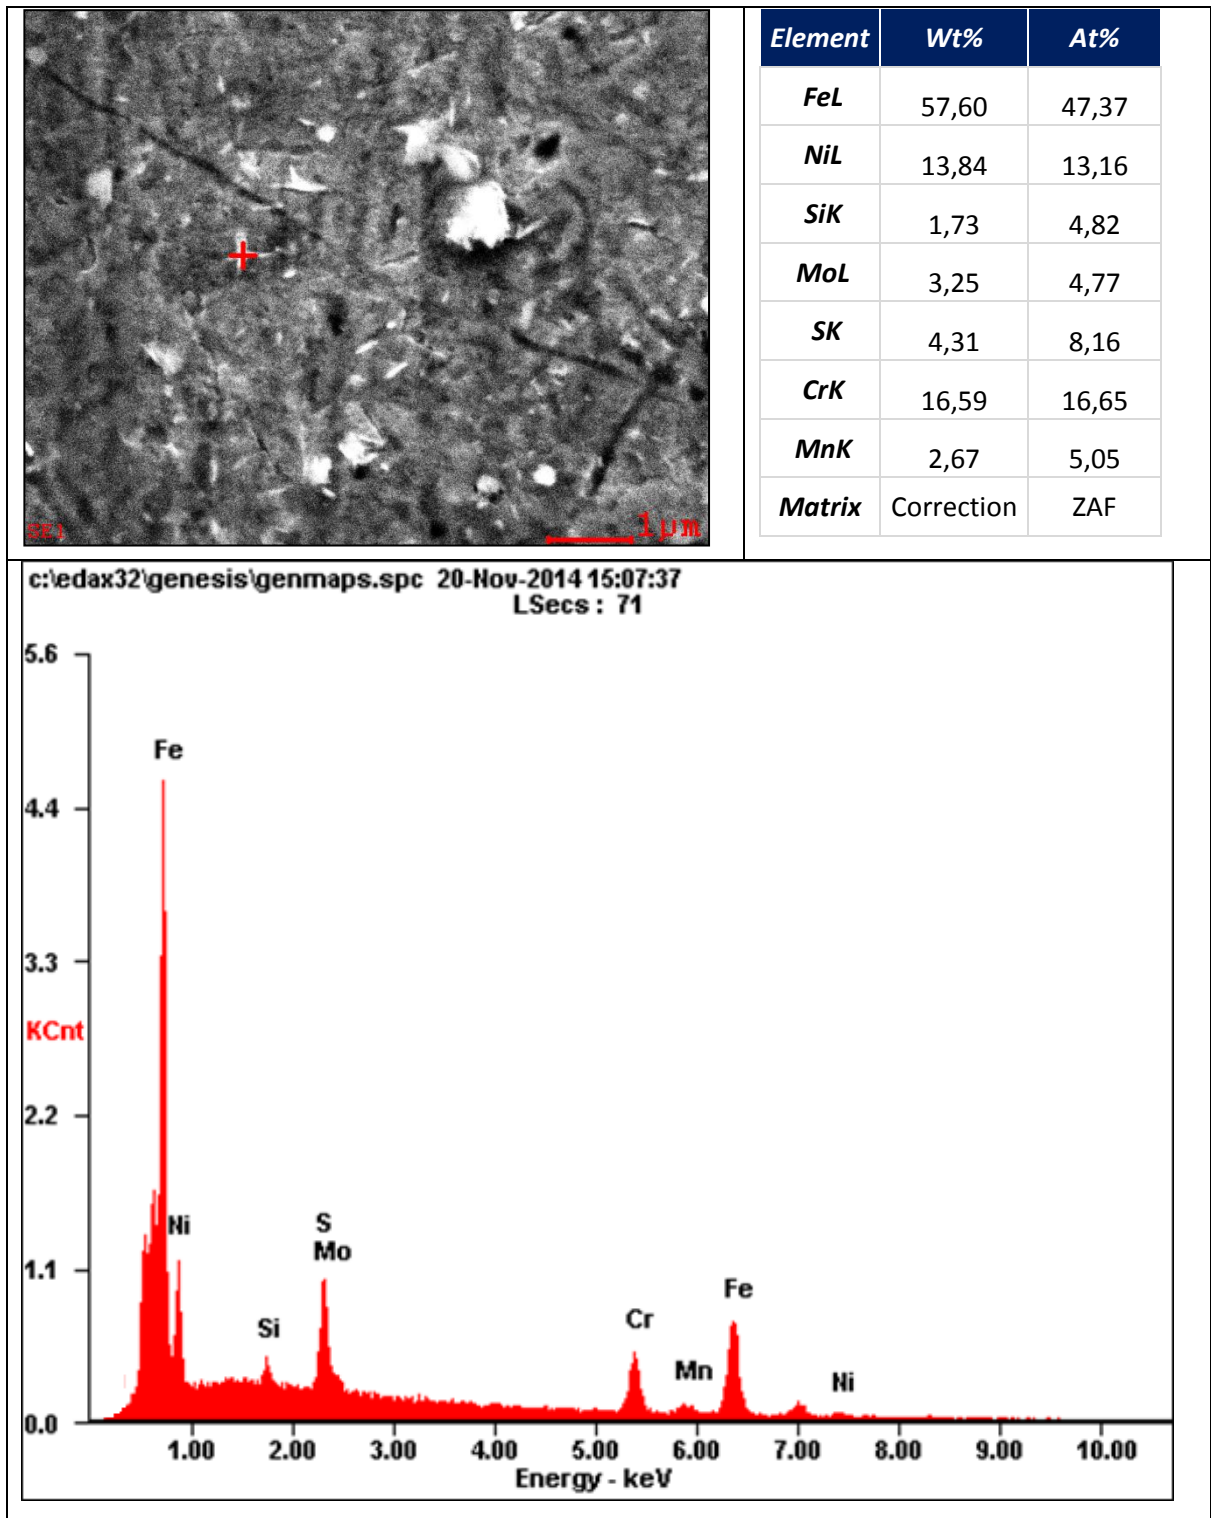 SE1
1 µm
Element Wt% At%
FeL 57,60 47,37
NiL 13,84 13,16
SiK 1,73 4,82
MoL 3,25 4,77
SK 4,31 8,16
CrK 16,59 16,65
MnK 2,67 5,05
Matrix Correction ZAF
c:\edax32\genesis\genmaps.spc 20-Nov-2014 15:07:37
LSecs : 71
5.6
Fe
4.4
3.3
KCnt
2.2
Ni
S
Mo
1.1
Si
Cr
Mn
Fe
Ni
0.0
1.00 2.00 3.00 4.00 5.00 6.00 7.00 8.00 9.00 10.00
Energy - keV